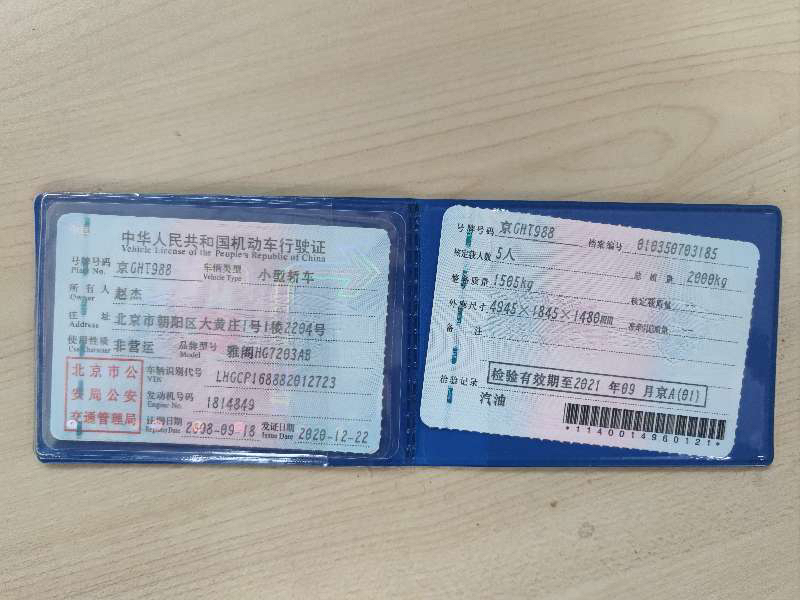 中华人民共和国机动车行驶证
Vehicle License of the People's Republic of China
号牌号码 Plate No. 京GHT988 车辆类型 Vehicle Type 小型轿车
所有人 Owner 赵杰
住址 Address 北京市朝阳区大黄庄1号1楼2204号
使用性质 Use Character 非营运 品牌型号 Model 雅阁HG7203AB
北京市公安局公安交通管理局
车辆识别代号 VIN LHGCP168882012723
发动机号码 Engine No. 1814849
注册日期 Register Date 2008-09-18 发证日期 Issue Date 2020-12-22
号牌号码 京GHT988 档案编号 010350703185
核定载人数 5人 总质量 2000kg
整备质量 1505kg 核定载质量 --
外廓尺寸 4945×1845×1480mm 准牵引总质量 --
备注
检验记录 检验有效期至2021年09月京A(01)
汽油
*1140014960121*